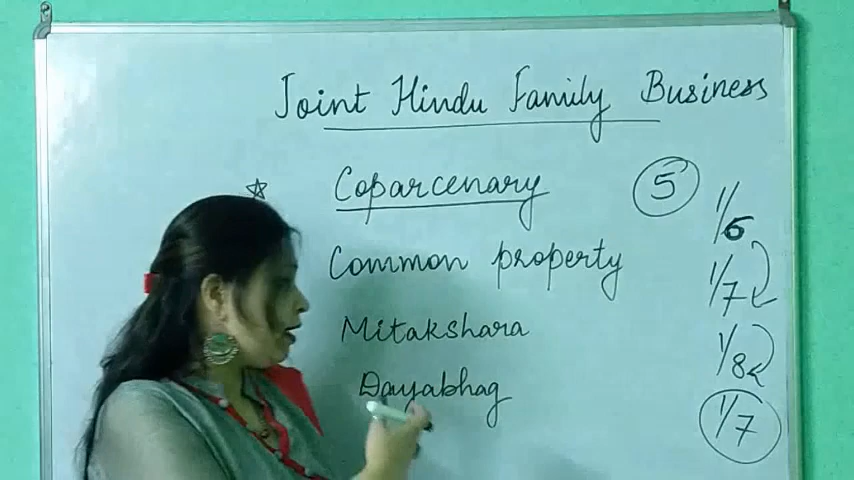 Joint Hindu Family Business
Coparcenary
5
1/6
Common property
1/7
Mitakshara
1/8
Dayabhag
1/7